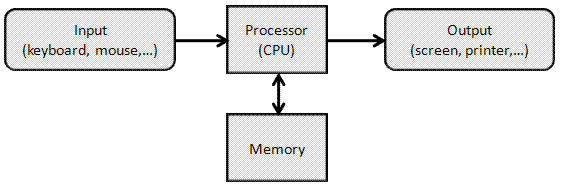 Input
(keyboard, mouse,...)
Processor
(CPU)
Output
(screen, printer,...)
Memory